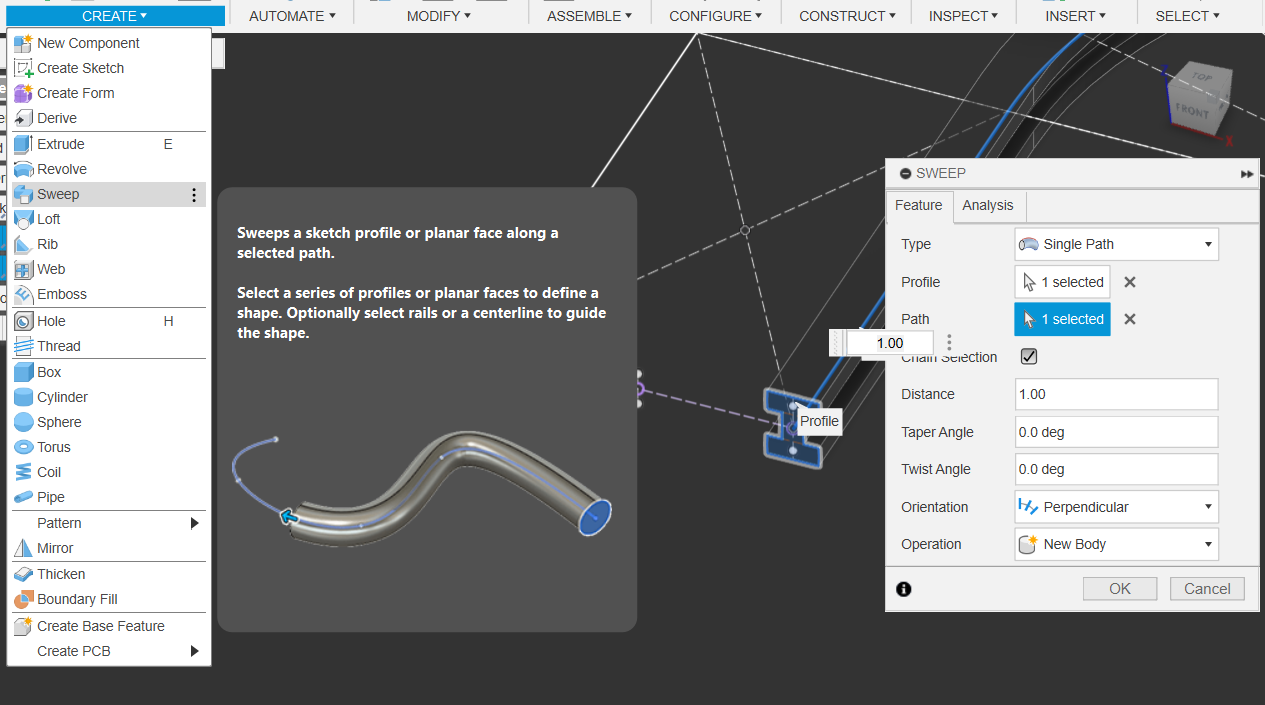 CREATE AUTOMATE MODIFY ASSEMBLE CONFIGURE CONSTRUCT INSPECT INSERT SELECT
New Component
Create Sketch
Create Form
Derive
Extrude E
Revolve
Sweep
Loft
Rib
Web
Emboss
Hole H
Thread
Box
Cylinder
Sphere
Torus
Coil
Pipe
Pattern
Mirror
Thicken
Boundary Fill
Create Base Feature
Create PCB
Sweeps a sketch profile or planar face along a
selected path.
Select a series of profiles or planar faces to define a
shape. Optionally select rails or a centerline to guide
the shape.
TOP
FRONT
Z
X
1.00
Profile
SWEEP
Feature Analysis
Type Single Path
Profile 1 selected
Path 1 selected
Chain Selection
Distance 1.00
Taper Angle 0.0 deg
Twist Angle 0.0 deg
Orientation Perpendicular
Operation New Body
OK Cancel